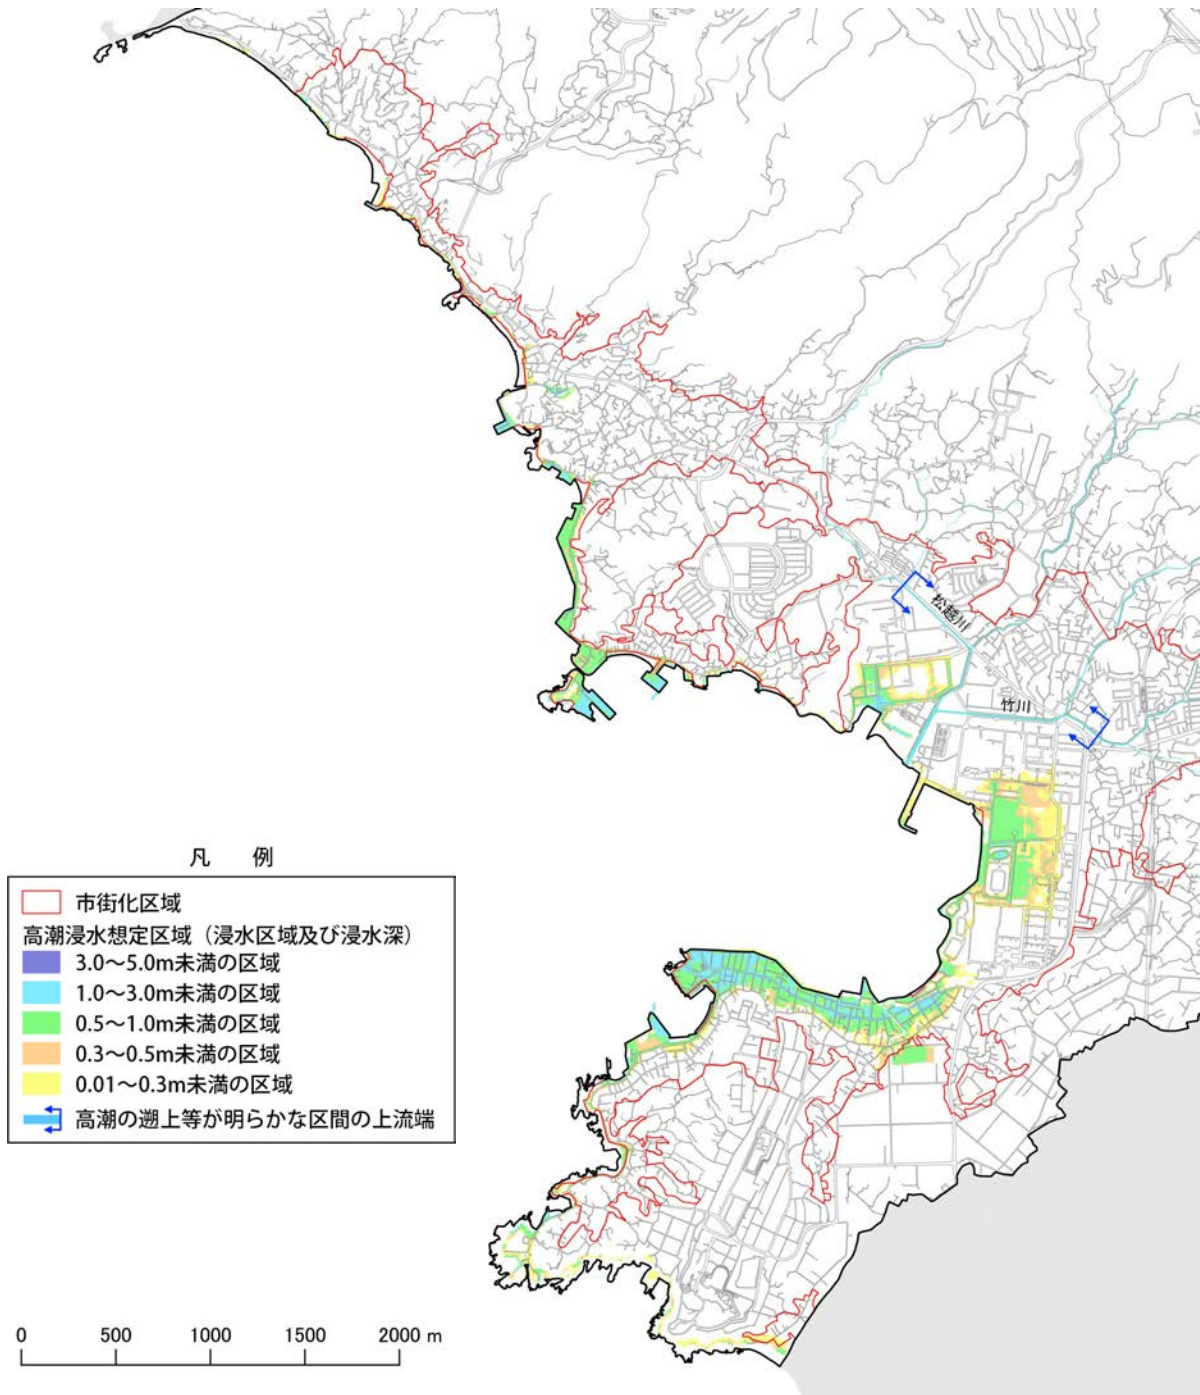 松越川
竹川
凡 例
市街化区域
高潮浸水想定区域（浸水区域及び浸水深）
3.0～5.0m未満の区域
1.0～3.0m未満の区域
0.5～1.0m未満の区域
0.3～0.5m未満の区域
0.01～0.3m未満の区域
高潮の遡上等が明らかな区間の上流端
0 500 1000 1500 2000 m